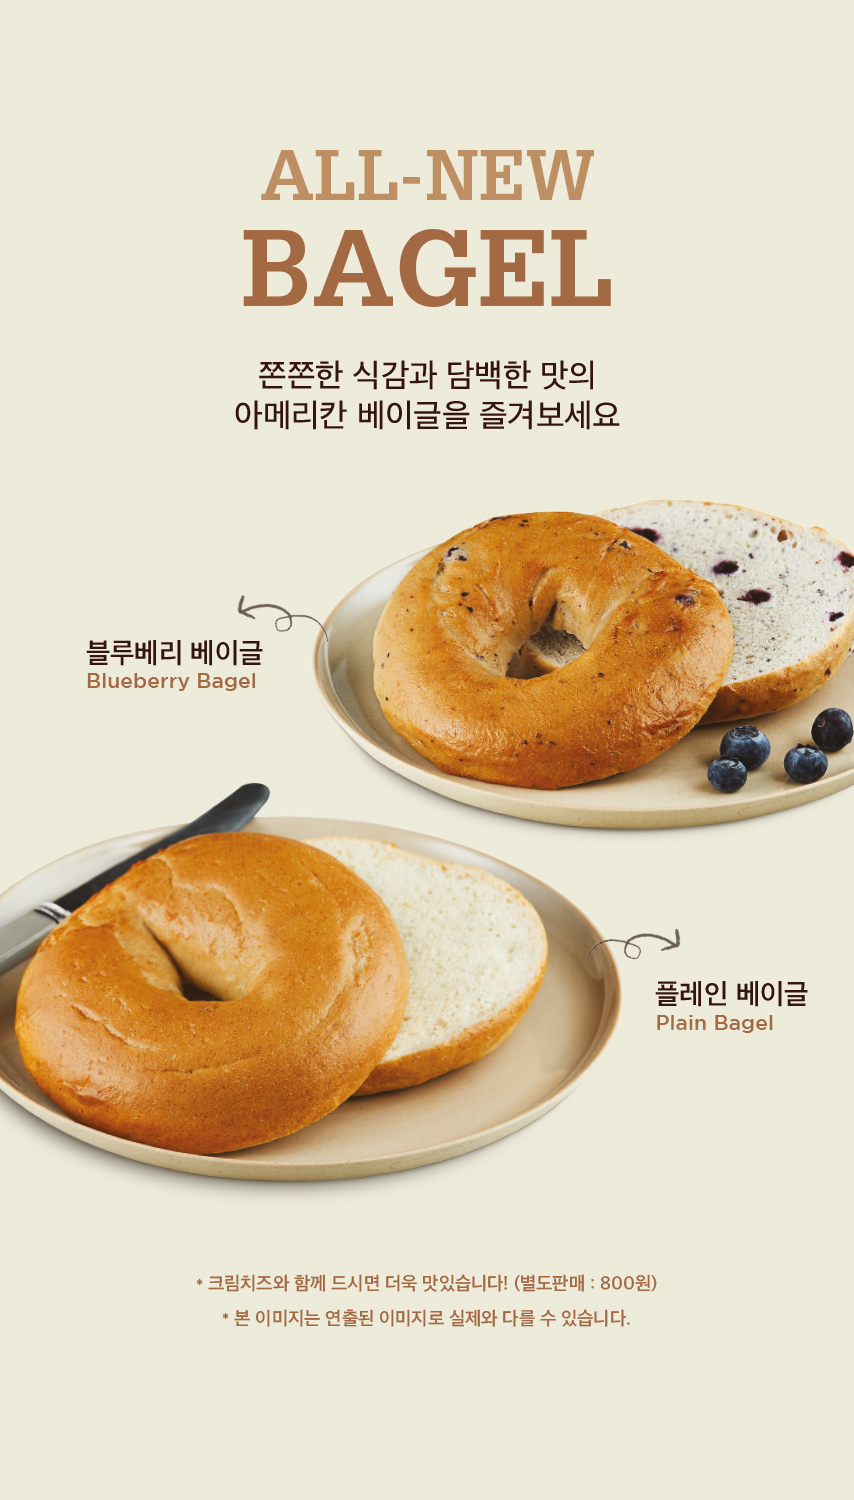 ALL-NEW
BAGEL
쫀쫀한 식감과 담백한 맛의
아메리칸 베이글을 즐겨보세요
블루베리 베이글
Blueberry Bagel
플레인 베이글
Plain Bagel
* 크림치즈와 함께 드시면 더욱 맛있습니다! (별도판매 : 800원)
* 본 이미지는 연출된 이미지로 실제와 다를 수 있습니다.